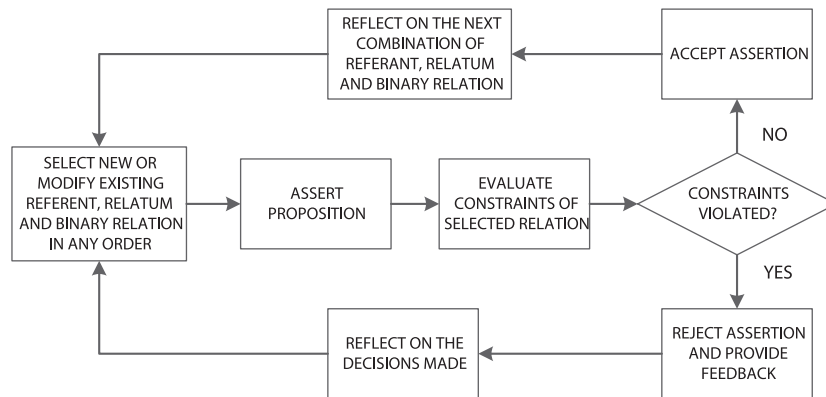 REFLECT ON THE NEXT
COMBINATION OF
REFERANT, RELATUM
AND BINARY RELATION
ACCEPT ASSERTION
NO
SELECT NEW OR
MODIFY EXISTING
REFERENT, RELATUM
AND BINARY RELATION
IN ANY ORDER
ASSERT
PROPOSITION
EVALUATE
CONSTRAINTS OF
SELECTED RELATION
CONSTRAINTS
VIOLATED?
YES
REFLECT ON THE
DECISIONS MADE
REJECT ASSERTION
AND PROVIDE
FEEDBACK